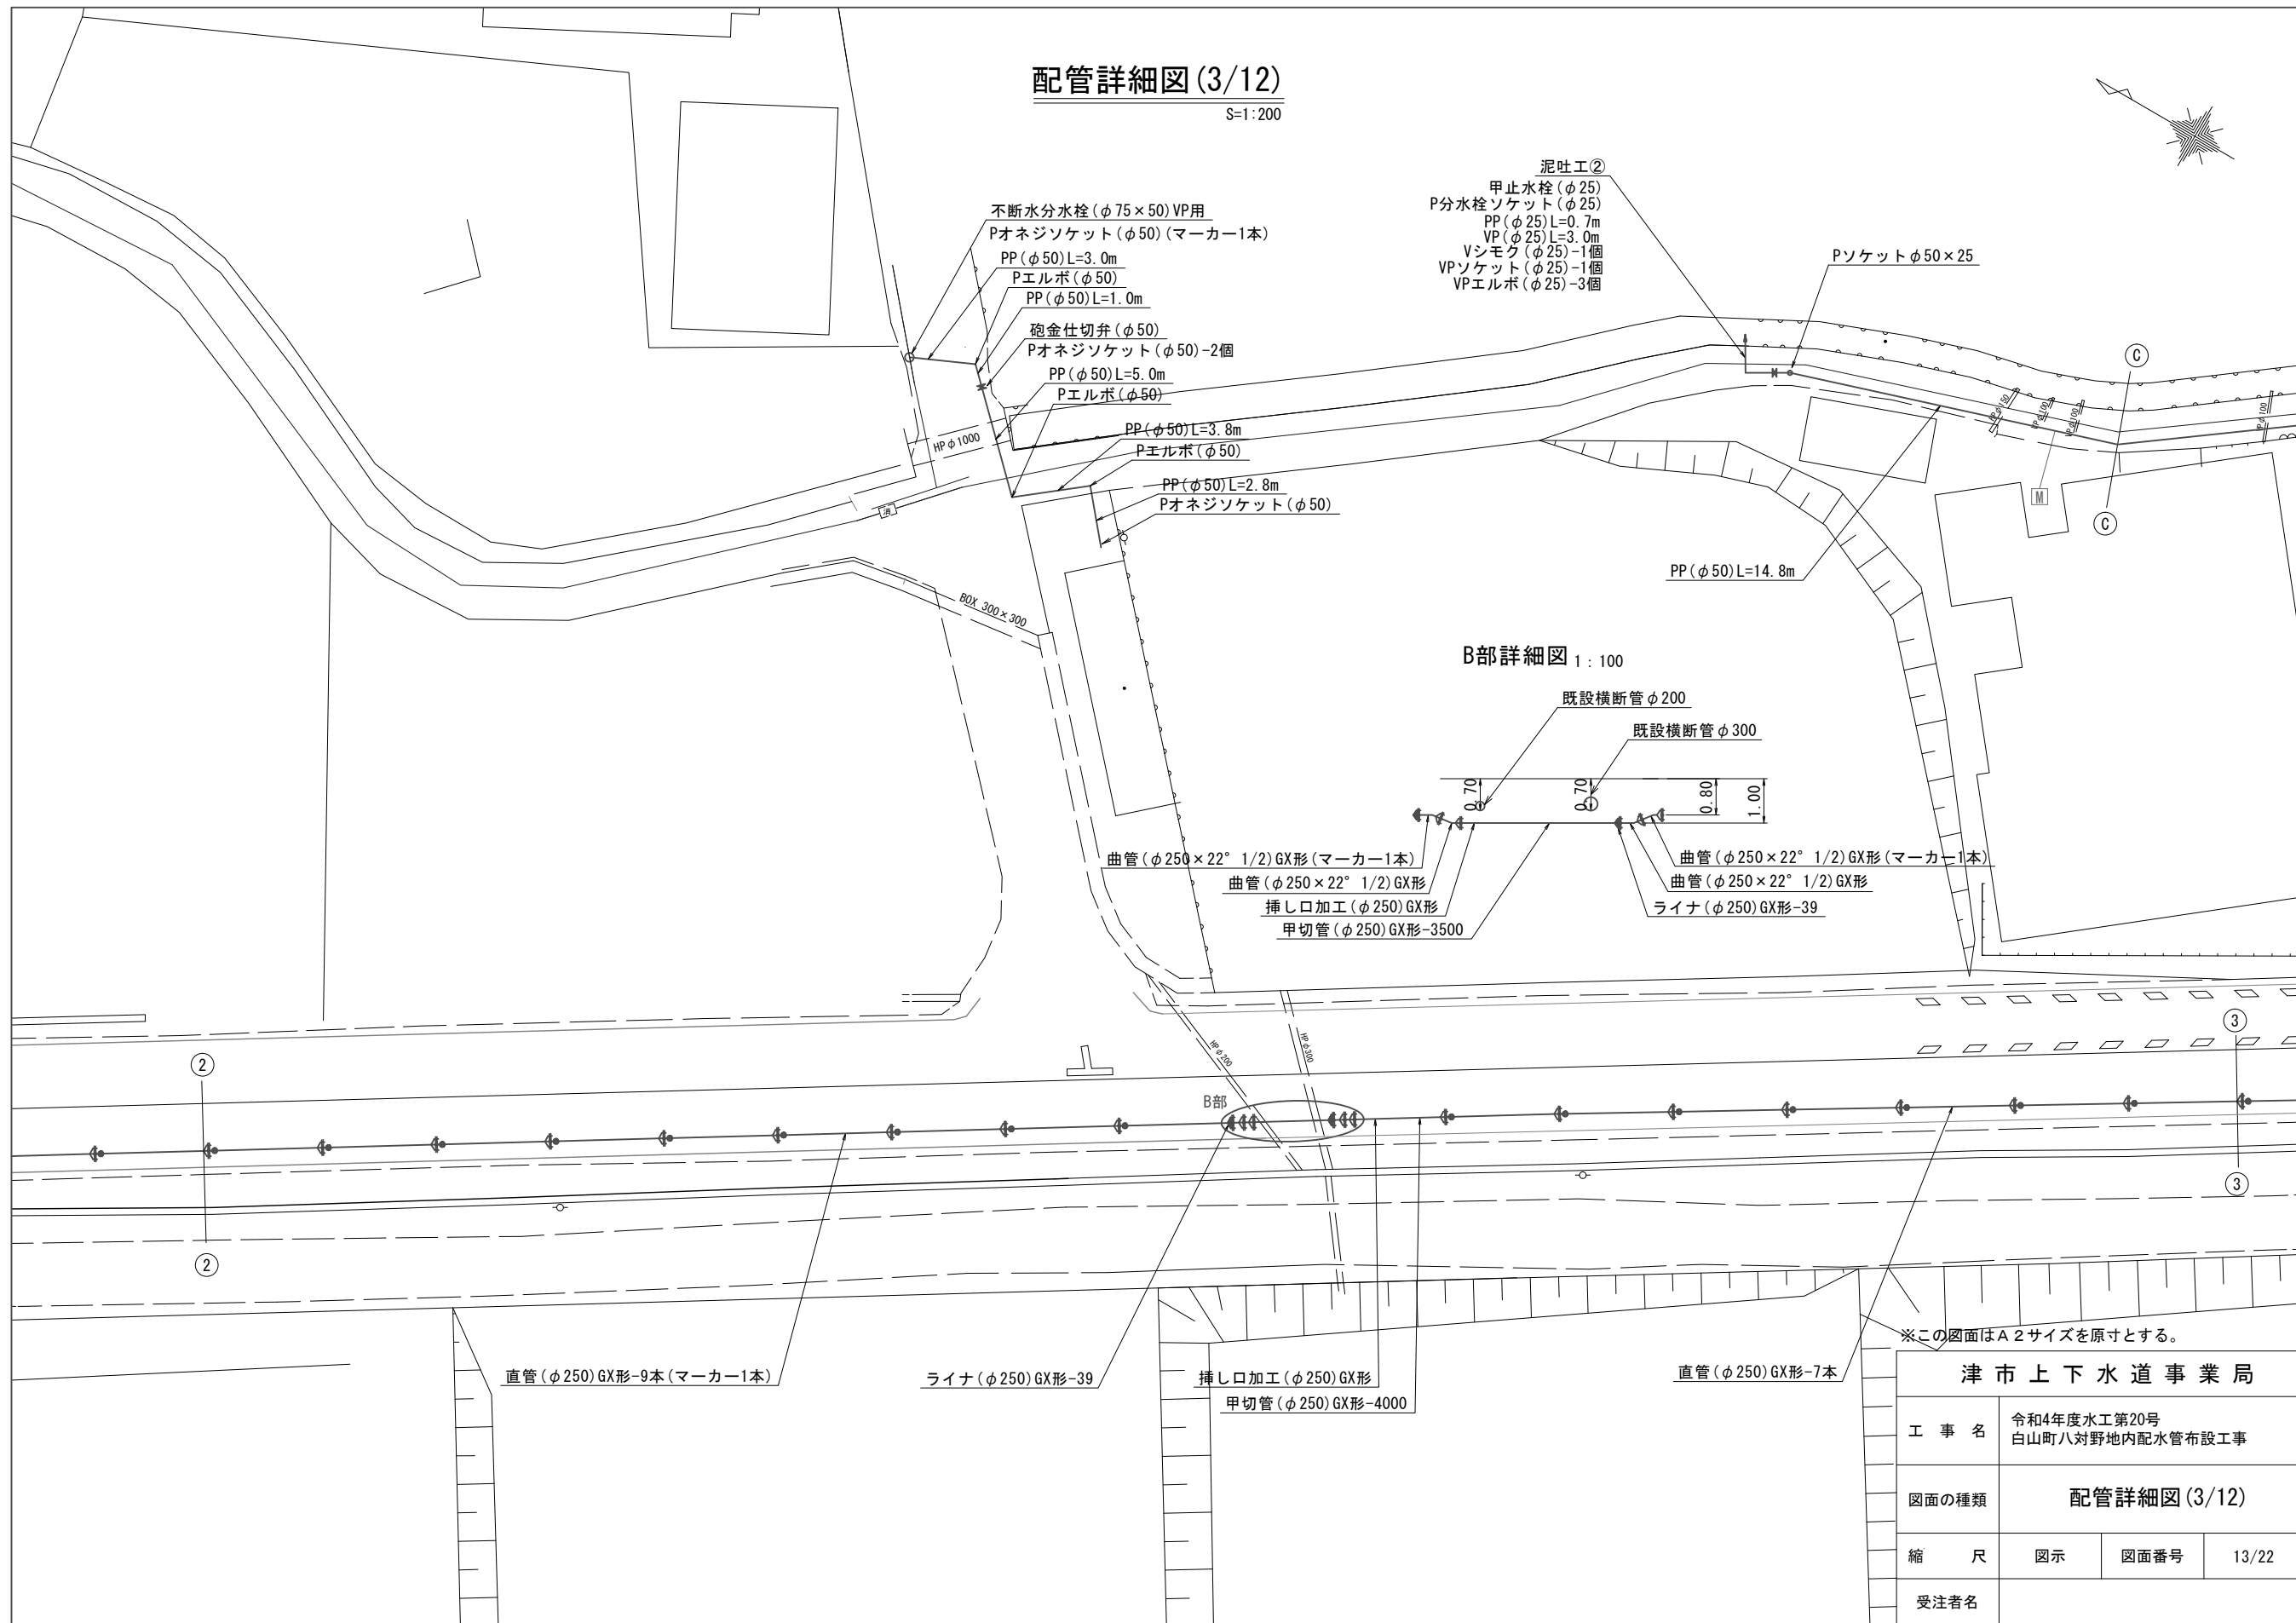 配管詳細図(3/12)
S=1:200
不断水分水栓(φ75×50)VP用
Pオネジソケット(φ50)(マーカー1本)
PP(φ50)L=3.0m
Pエルボ(φ50)
PP(φ50)L=1.0m
砲金仕切弁(φ50)
Pオネジソケット(φ50)-2個
PP(φ50)L=5.0m
Pエルボ(φ50)
PP(φ50)L=3.8m
Pエルボ(φ50)
PP(φ50)L=2.8m
Pオネジソケット(φ50)
HPφ1000
消
BOX 300×300
泥吐工②
甲止水栓(φ25)
P分水栓ソケット(φ25)
PP(φ25)L=0.7m
VP(φ25)L=3.0m
Vシモク(φ25)-1個
VPソケット(φ25)-1個
VPエルボ(φ25)-3個
Pソケットφ50×25
C
VPφ100
VPφ100
VPφ100
M
C
PP(φ50)L=14.8m
B部詳細図 1:100
既設横断管φ200
既設横断管φ300
0.70
0.70
0.80
1.00
曲管(φ250×22°1/2)GX形(マーカー1本)
曲管(φ250×22°1/2)GX形
挿し口加工(φ250)GX形
甲切管(φ250)GX形-3500
曲管(φ250×22°1/2)GX形(マーカー1本)
曲管(φ250×22°1/2)GX形
ライナ(φ250)GX形-39
HPφ200
HPφ300
2
2
3
3
B部
直管(φ250)GX形-9本(マーカー1本)
ライナ(φ250)GX形-39
挿し口加工(φ250)GX形
甲切管(φ250)GX形-4000
直管(φ250)GX形-7本
※この図面はA2サイズを原寸とする。
津市上下水道事業局
工事名
令和4年度水工第20号
白山町八対野地内配水管布設工事
図面の種類
配管詳細図(3/12)
縮尺
図示
図面番号
13/22
受注者名